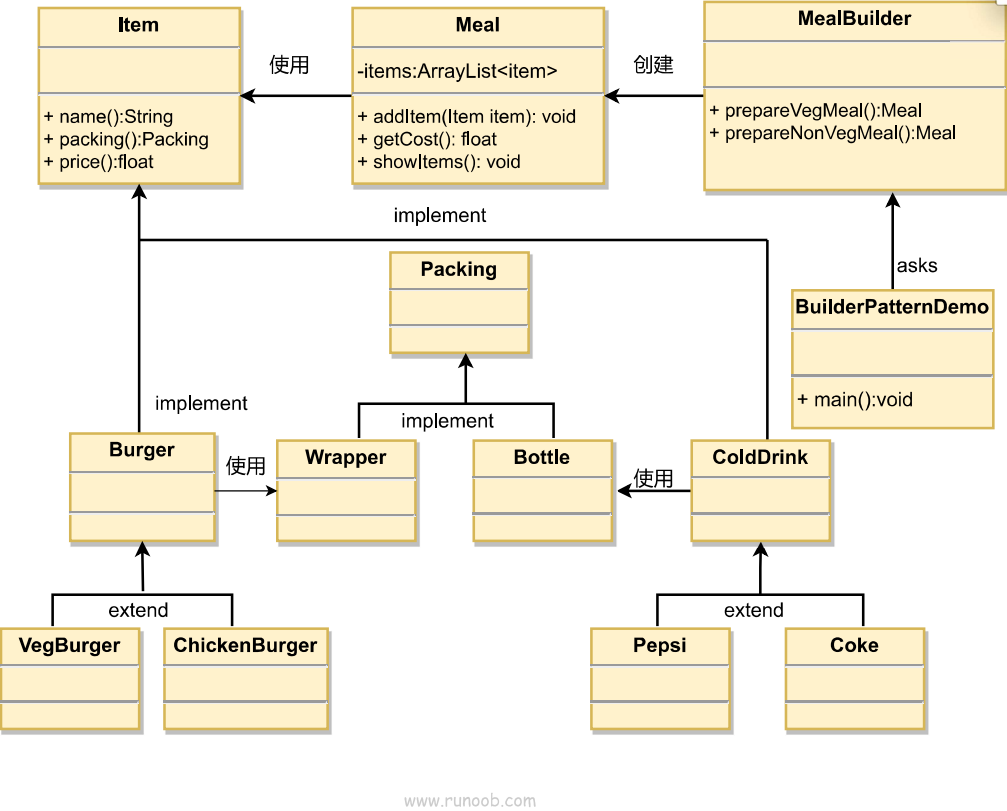 Item
+ name():String
+ packing():Packing
+ price():float
使用
Meal
-items:ArrayList<item>
+ addItem(Item item): void
+ getCost(): float
+ showItems(): void
创建
MealBuilder
+ prepareVegMeal():Meal
+ prepareNonVegMeal():Meal
implement
asks
Packing
BuilderPatternDemo
+ main():void
implement
implement
Burger
使用
Wrapper
Bottle
使用
ColdDrink
extend
extend
VegBurger
ChickenBurger
Pepsi
Coke
www.runoob.com